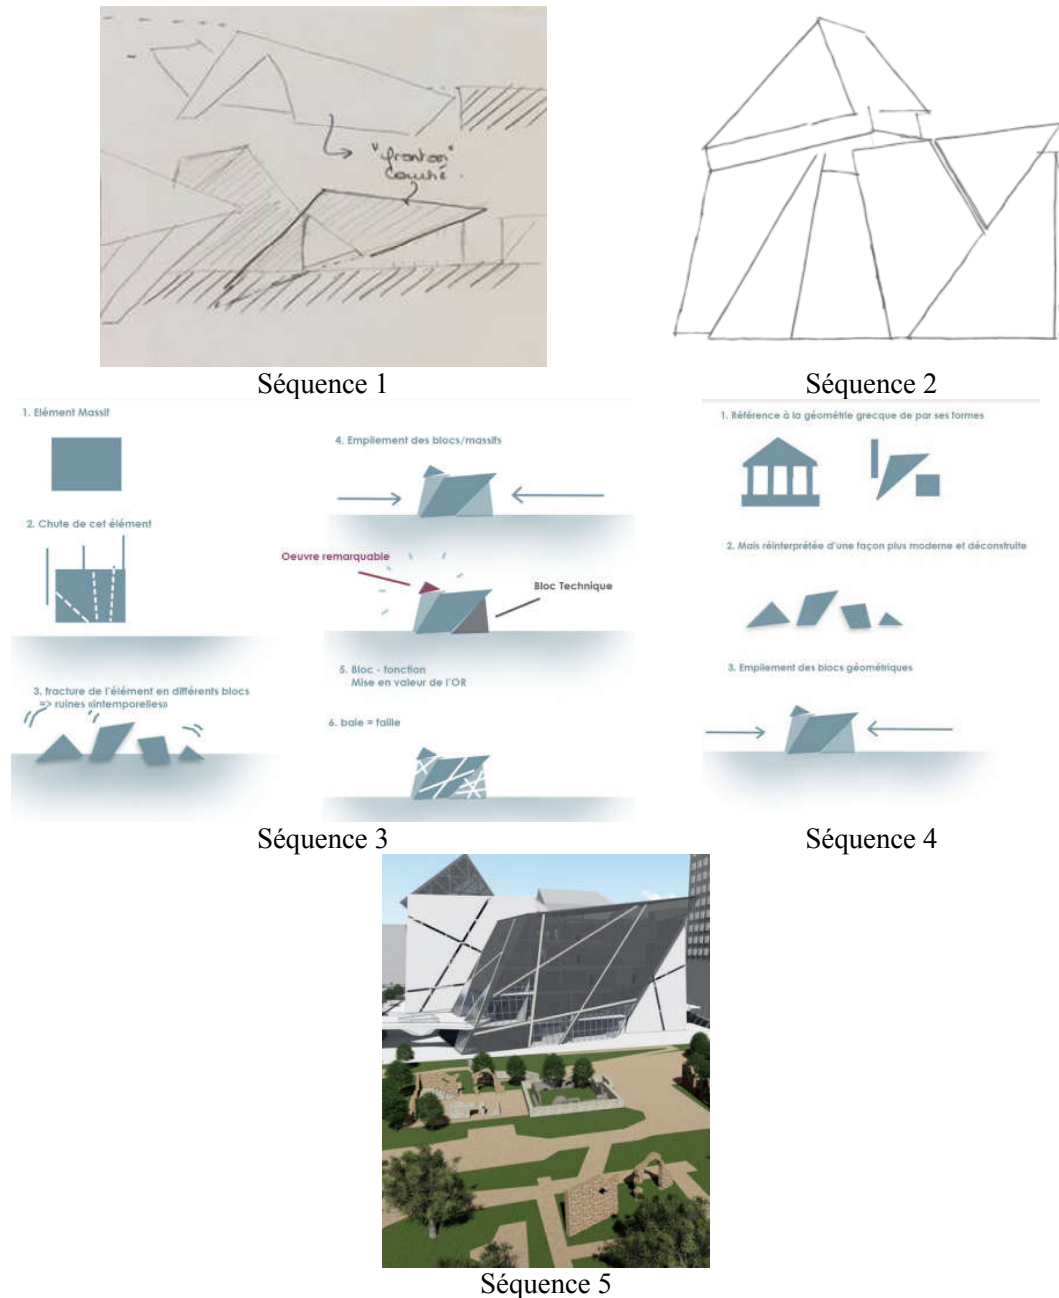 "fronton"
couché.
Séquence 1
Séquence 2
1. Elément Massif
2. Chute de cet élément
3. fracture de l'élément en différents blocs
=> ruines «intemporelles»
4. Empilement des blocs/massifs
Oeuvre remarquable
Bloc Technique
5. Bloc - fonction
Mise en valeur de l'OR
6. baie = faille
Séquence 3
1. Référence à la géométrie grecque de par ses formes
2. Mais réinterprétée d'une façon plus moderne et déconstruite
3. Empilement des blocs géométriques
Séquence 4
Séquence 5